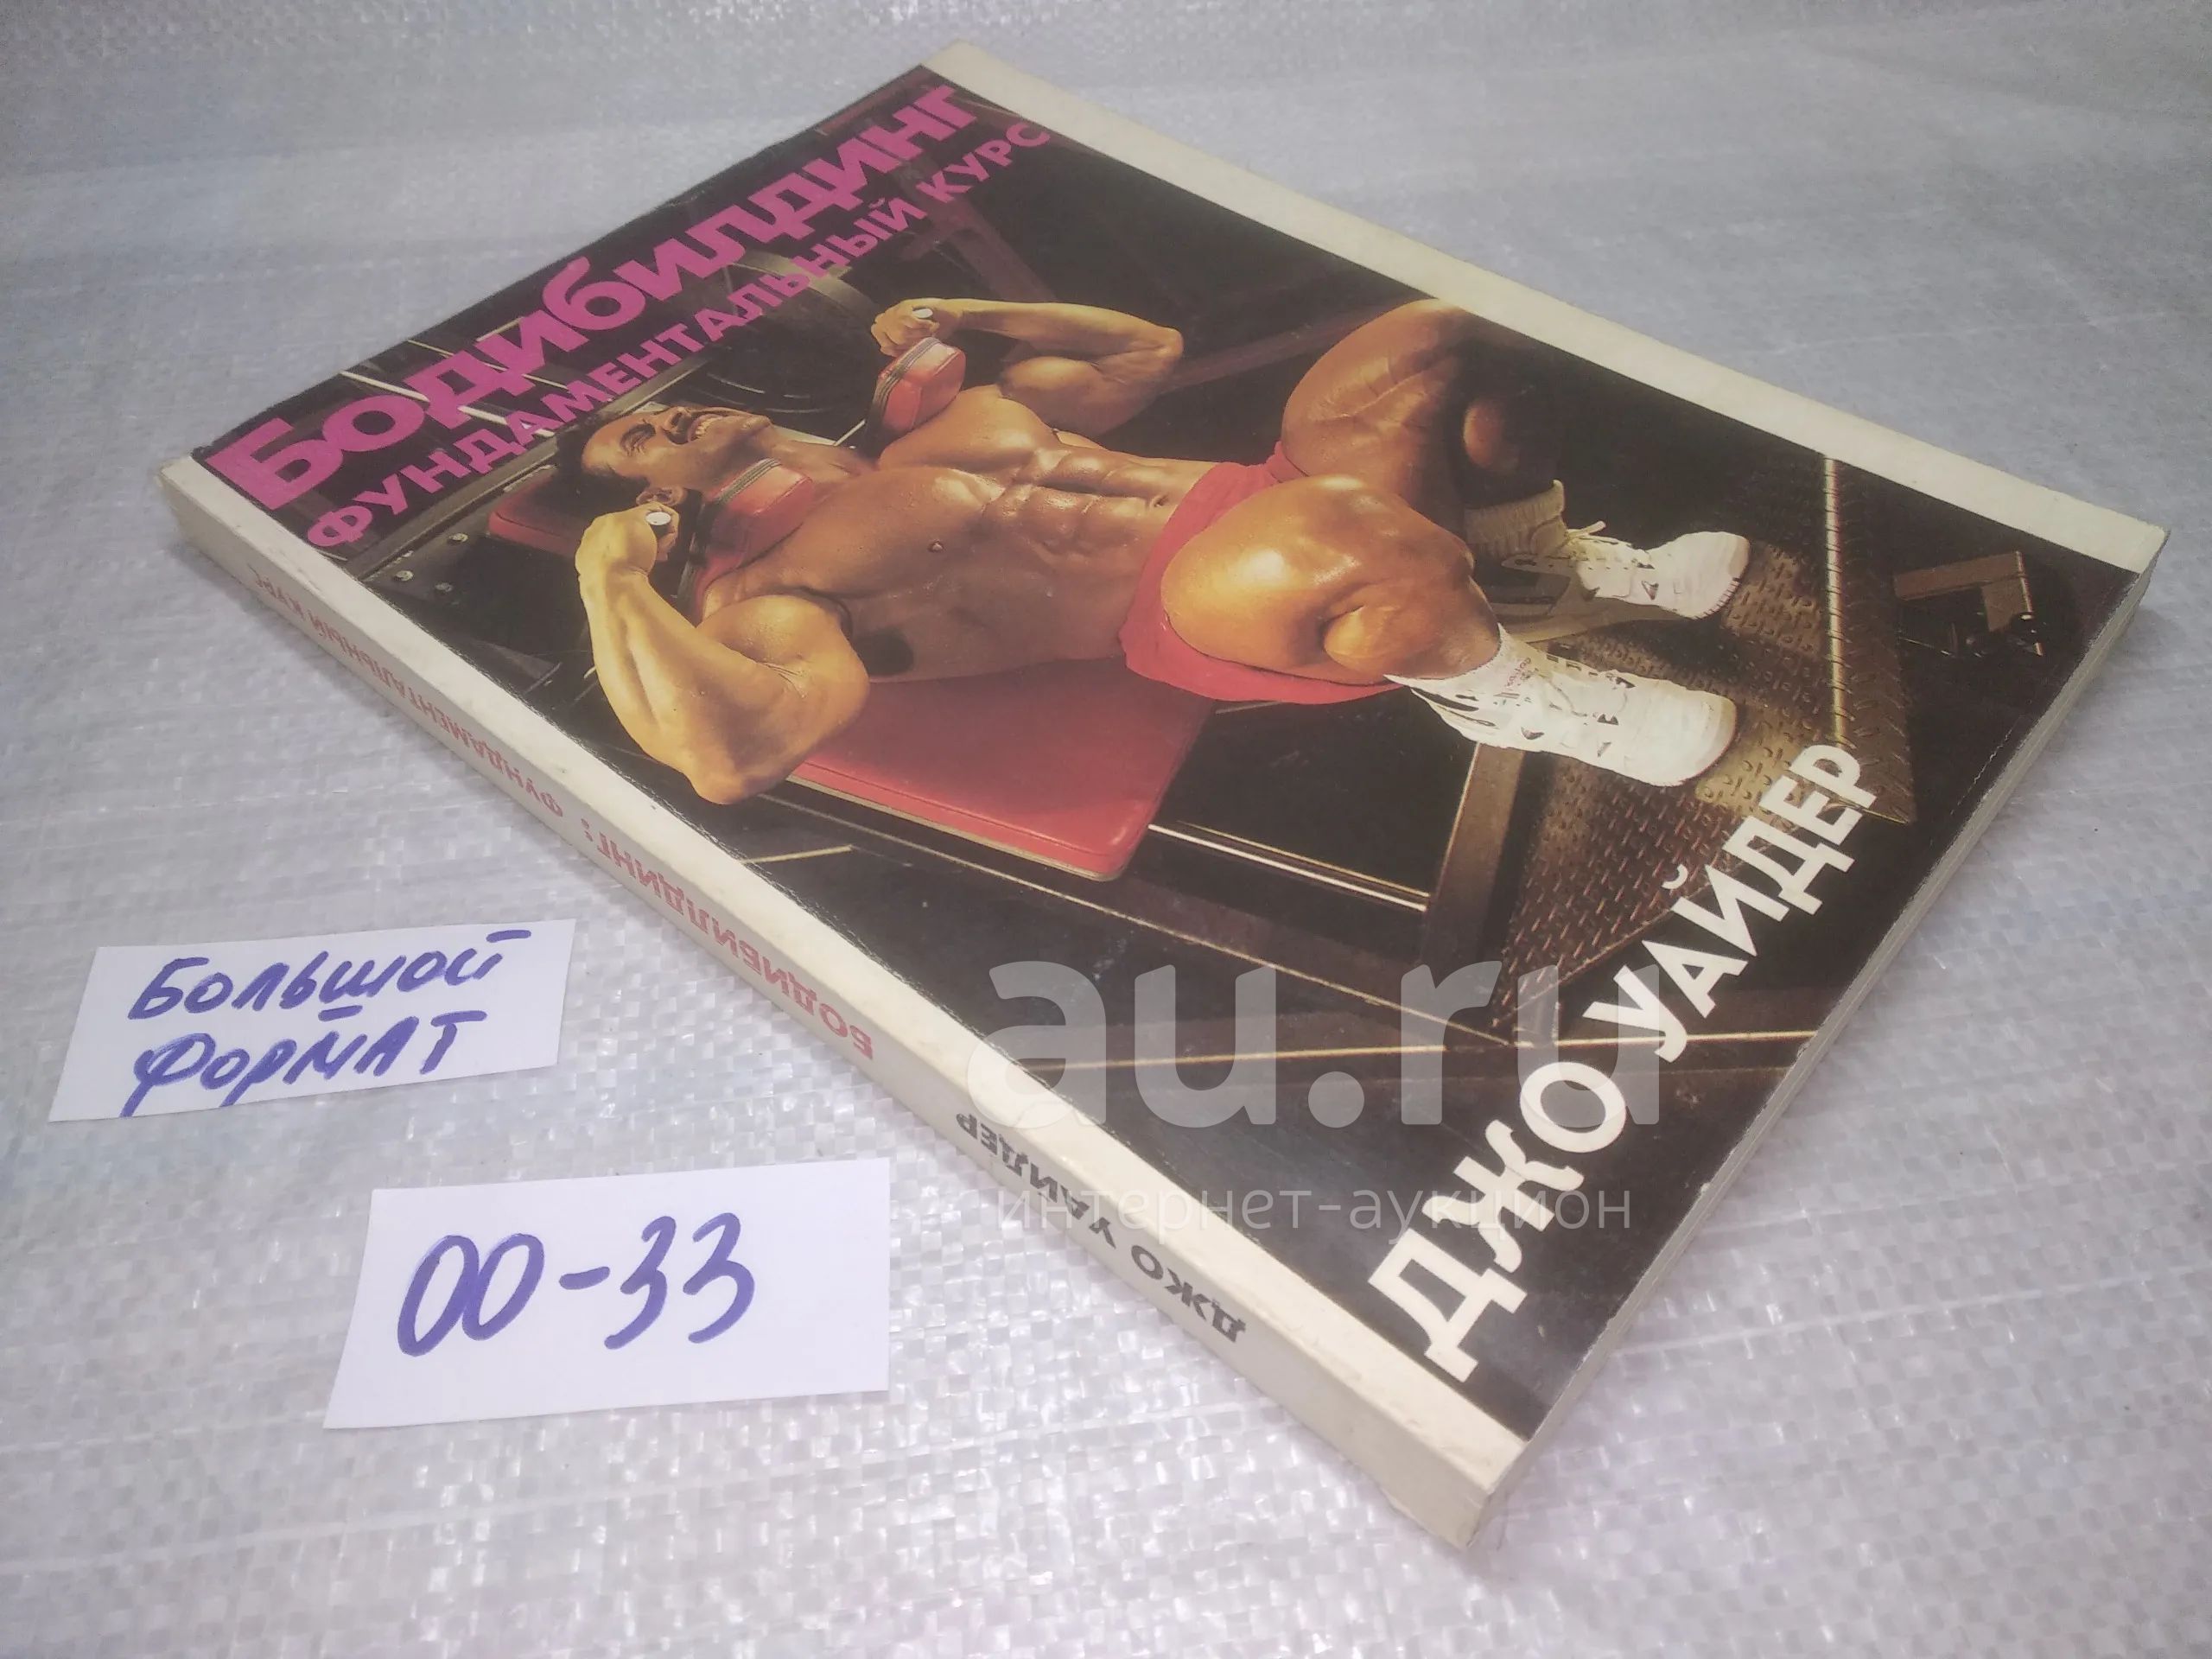 Бодибилдинг
ФУНДАМЕНТАЛЬНЫЙ КУРС
ДЖО УАЙДЕР
ДЖО УАЙДЕР БОДИБИЛДИНГ: ФУНДАМЕНТАЛЬНЫЙ КУРС
БОЛЬШОЙ
ФОРМАТ
00-33
au.ru
интернет-аукцион